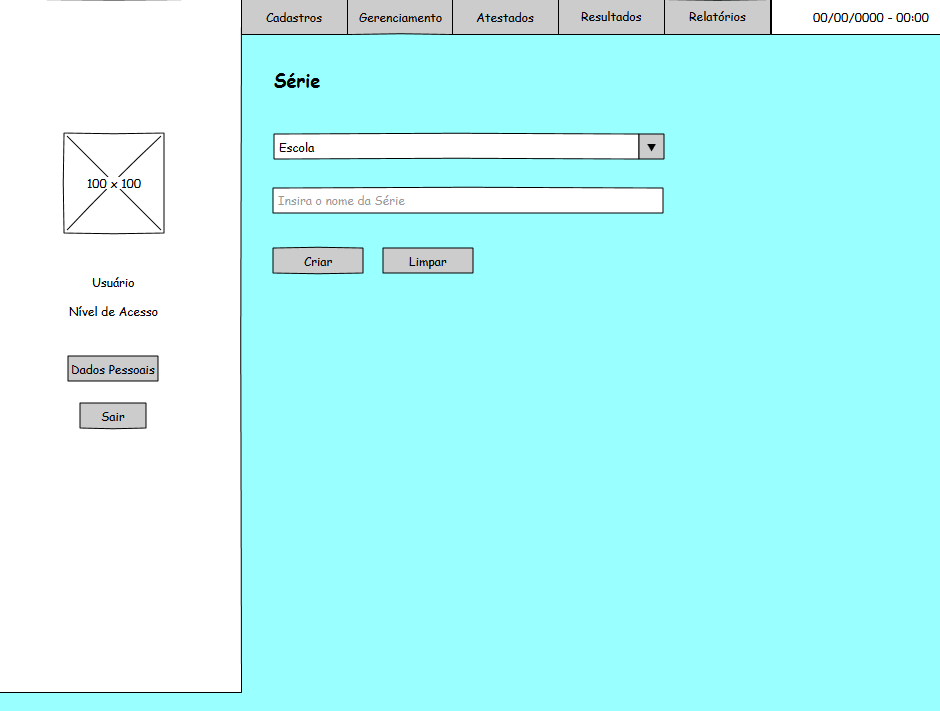 Cadastros
Gerenciamento
Atestados
Resultados
Relatórios
00/00/0000 - 00:00
Série
100 x 100
Escola
Insira o nome da Série
Criar
Limpar
Usuário
Nível de Acesso
Dados Pessoais
Sair